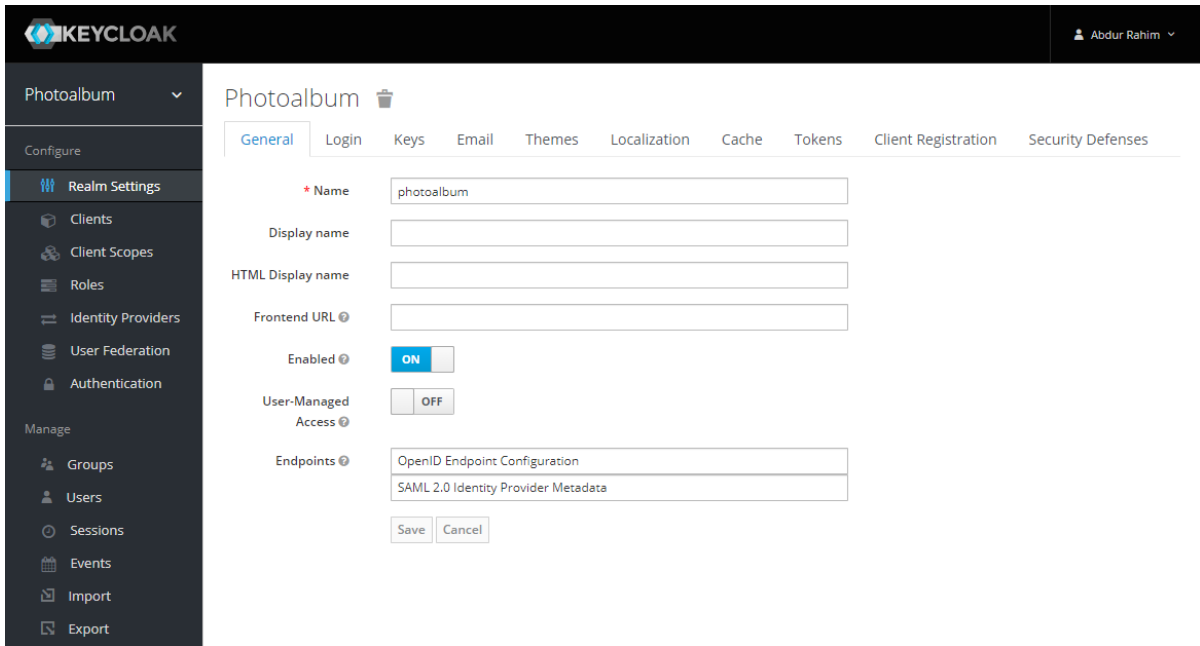 KEYCLOAK
Abdur Rahim
Photoalbum
Configure
Realm Settings
Clients
Client Scopes
Roles
Identity Providers
User Federation
Authentication
Manage
Groups
Users
Sessions
Events
Import
Export
Photoalbum
General Login Keys Email Themes Localization Cache Tokens Client Registration Security Defenses
* Name photoalbum
Display name
HTML Display name
Frontend URL
Enabled ON
User-Managed
Access OFF
Endpoints OpenID Endpoint Configuration
SAML 2.0 Identity Provider Metadata
Save Cancel